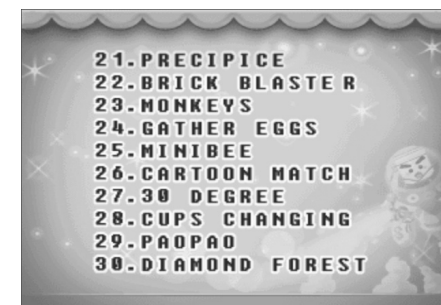 21.PRECIPICE
22.BRICK BLASTER
23.MONKEYS
24.GATHER EGGS
25.MINIBEE
26.CARTOON MATCH
27.30 DEGREE
28.CUPS CHANGING
29.PAOPAO
30.DIAMOND FOREST